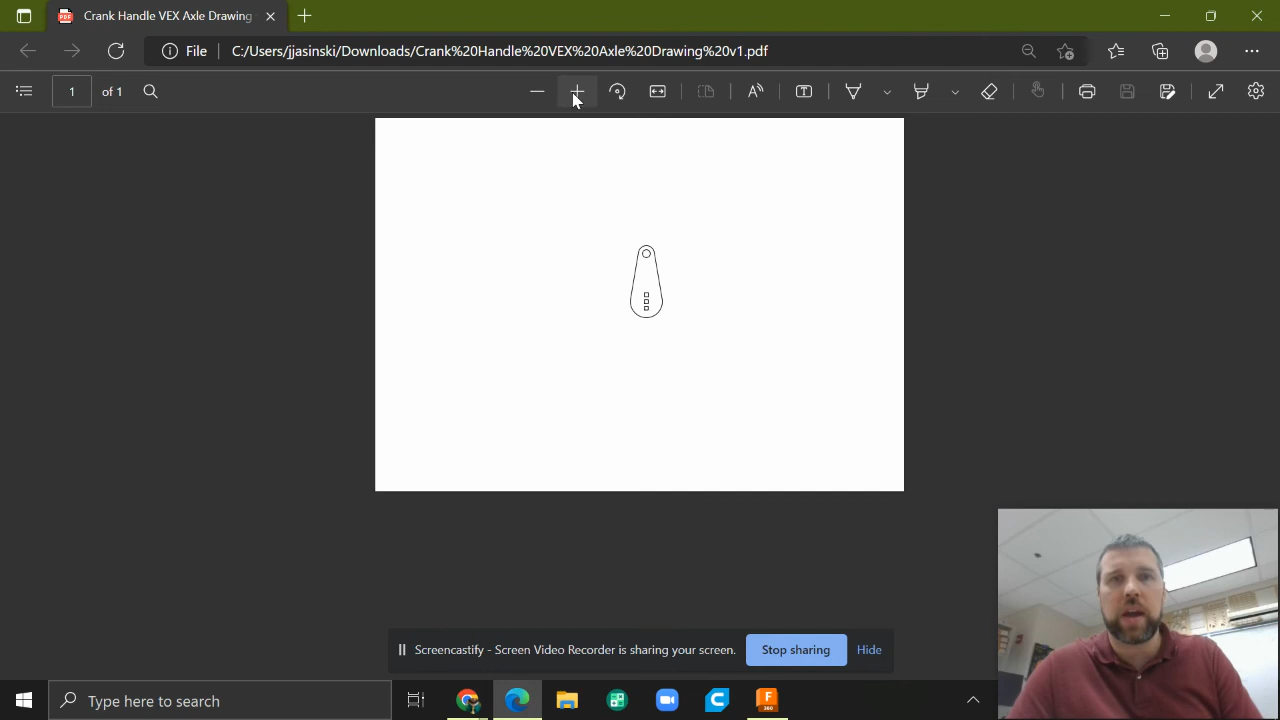 Crank Handle VEX Axle Drawing
File
C:/Users/jjasinski/Downloads/Crank%20Handle%20VEX%20Axle%20Drawing%20v1.pdf
1 of 1
Screencastify - Screen Video Recorder is sharing your screen.
Stop sharing
Hide
Type here to search